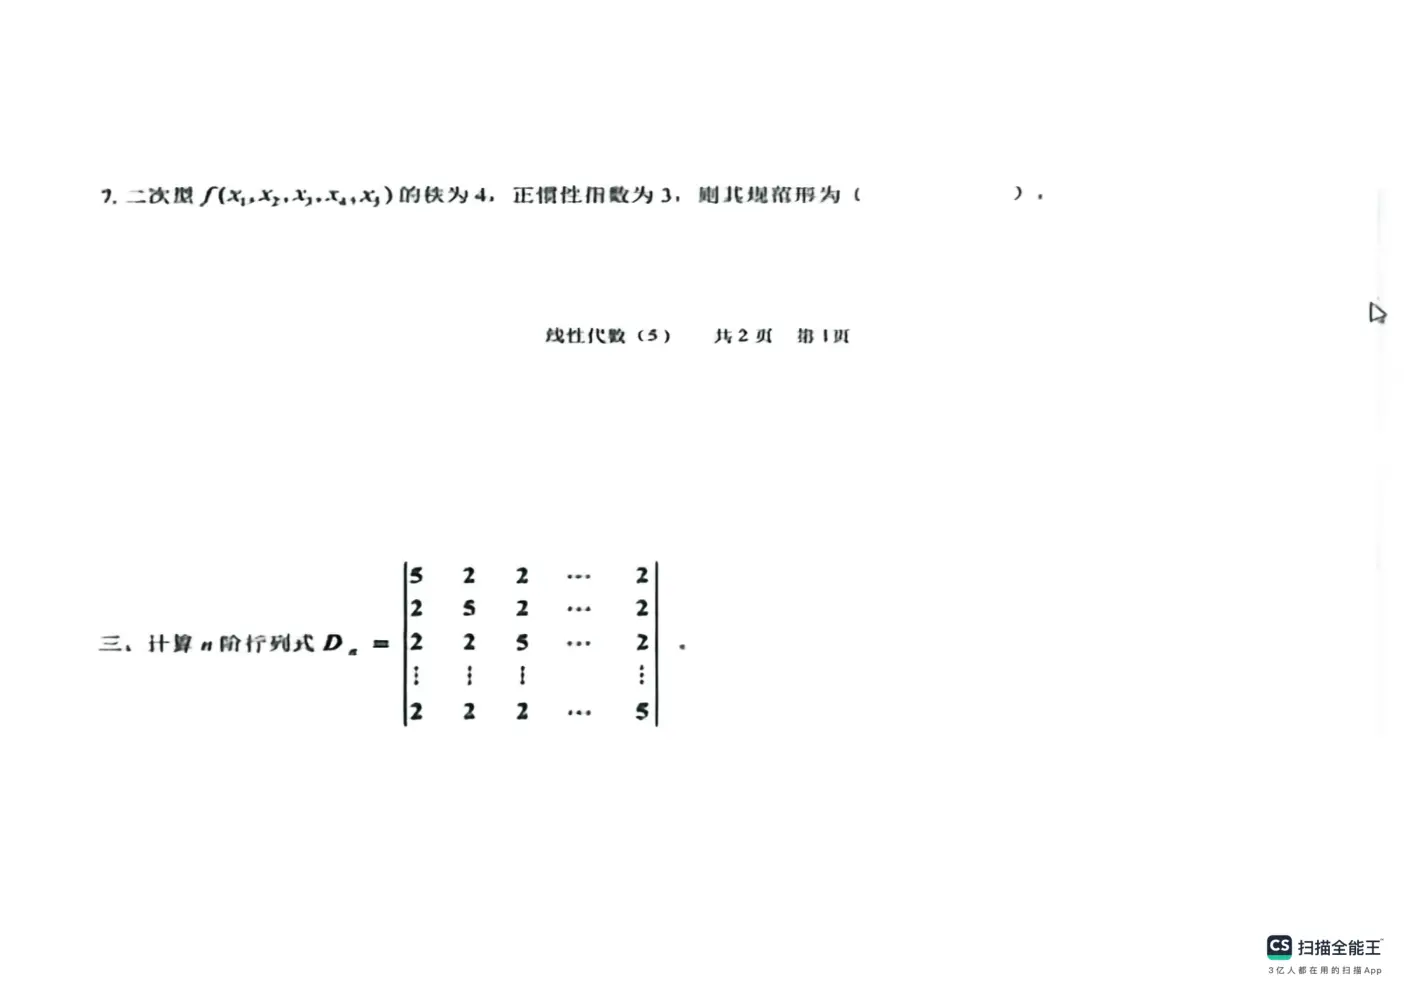 7. 二次型 f(x₁,x₂,x₃,x₄,x₅) 的秩为 4，正惯性指数为 3，则其规范形为（　　　）．
线性代数（5）　共 2 页　第 1 页
5 2 2 … 2
2 5 2 … 2
三、计算 n 阶行列式 Dₙ = 2 2 5 … 2 .
⋮ ⋮ ⋮ ⋮
2 2 2 … 5
CS 扫描全能王
3亿人都在用的扫描App